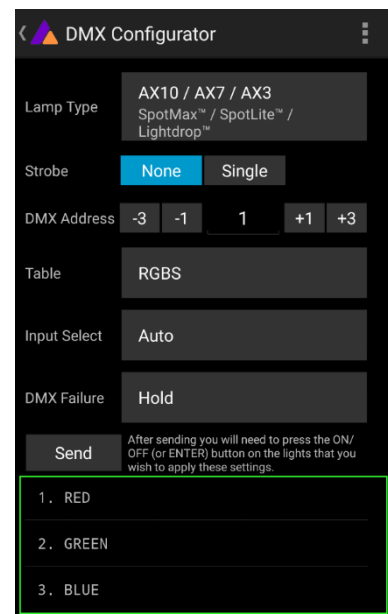 DMX Configurator
Lamp Type
AX10 / AX7 / AX3
SpotMax™ / SpotLite™ /
Lightdrop™
Strobe
None
Single
DMX Address
-3
-1
1
+1
+3
Table
RGBS
Input Select
Auto
DMX Failure
Hold
Send
After sending you will need to press the ON/
OFF (or ENTER) button on the lights that you
wish to apply these settings.
1. RED
2. GREEN
3. BLUE